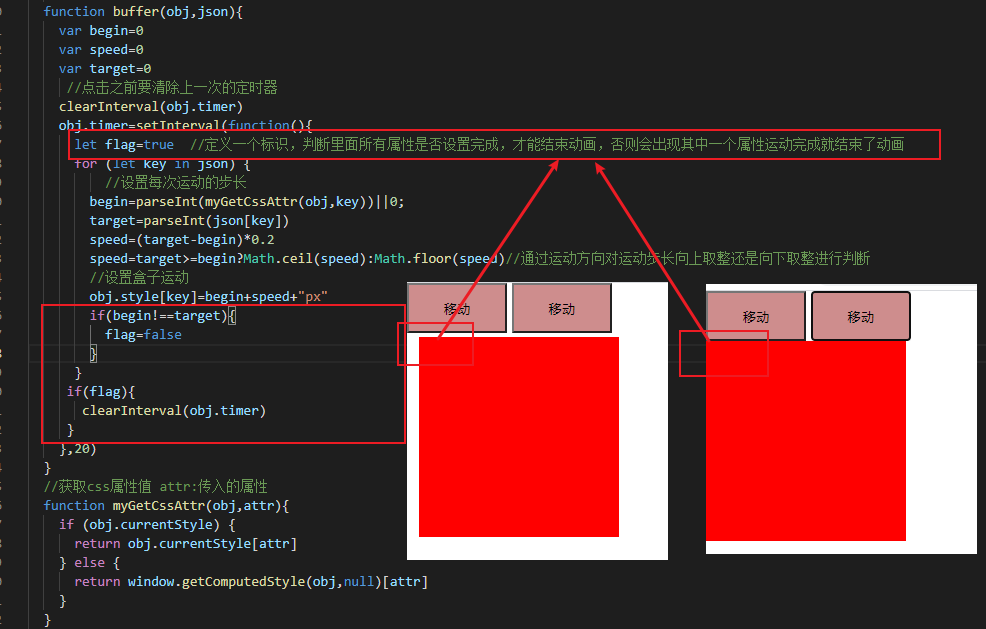 function buffer(obj,json){
var begin=0
var speed=0
var target=0
//点击之前要清除上一次的定时器
clearInterval(obj.timer)
obj.timer=setInterval(function(){
let flag=true  //定义一个标识，判断里面所有属性是否设置完成，才能结束动画，否则会出现其中一个属性运动完成就结束了动画
for (let key in json) {
//设置每次运动的步长
begin=parseInt(myGetCssAttr(obj,key))||0;
target=parseInt(json[key])
speed=(target-begin)*0.2
speed=target>=begin?Math.ceil(speed):Math.floor(speed)//通过运动方向对运动步长向上取整还是向下取整进行判断
//设置盒子运动
obj.style[key]=begin+speed+"px"
if(begin!==target){
flag=false
}
}
if(flag){
clearInterval(obj.timer)
}
},20)
}
//获取css属性值 attr:传入的属性
function myGetCssAttr(obj,attr){
if (obj.currentStyle) {
return obj.currentStyle[attr]
} else {
return window.getComputedStyle(obj,null)[attr]
}
}
移动 移动
移动 移动